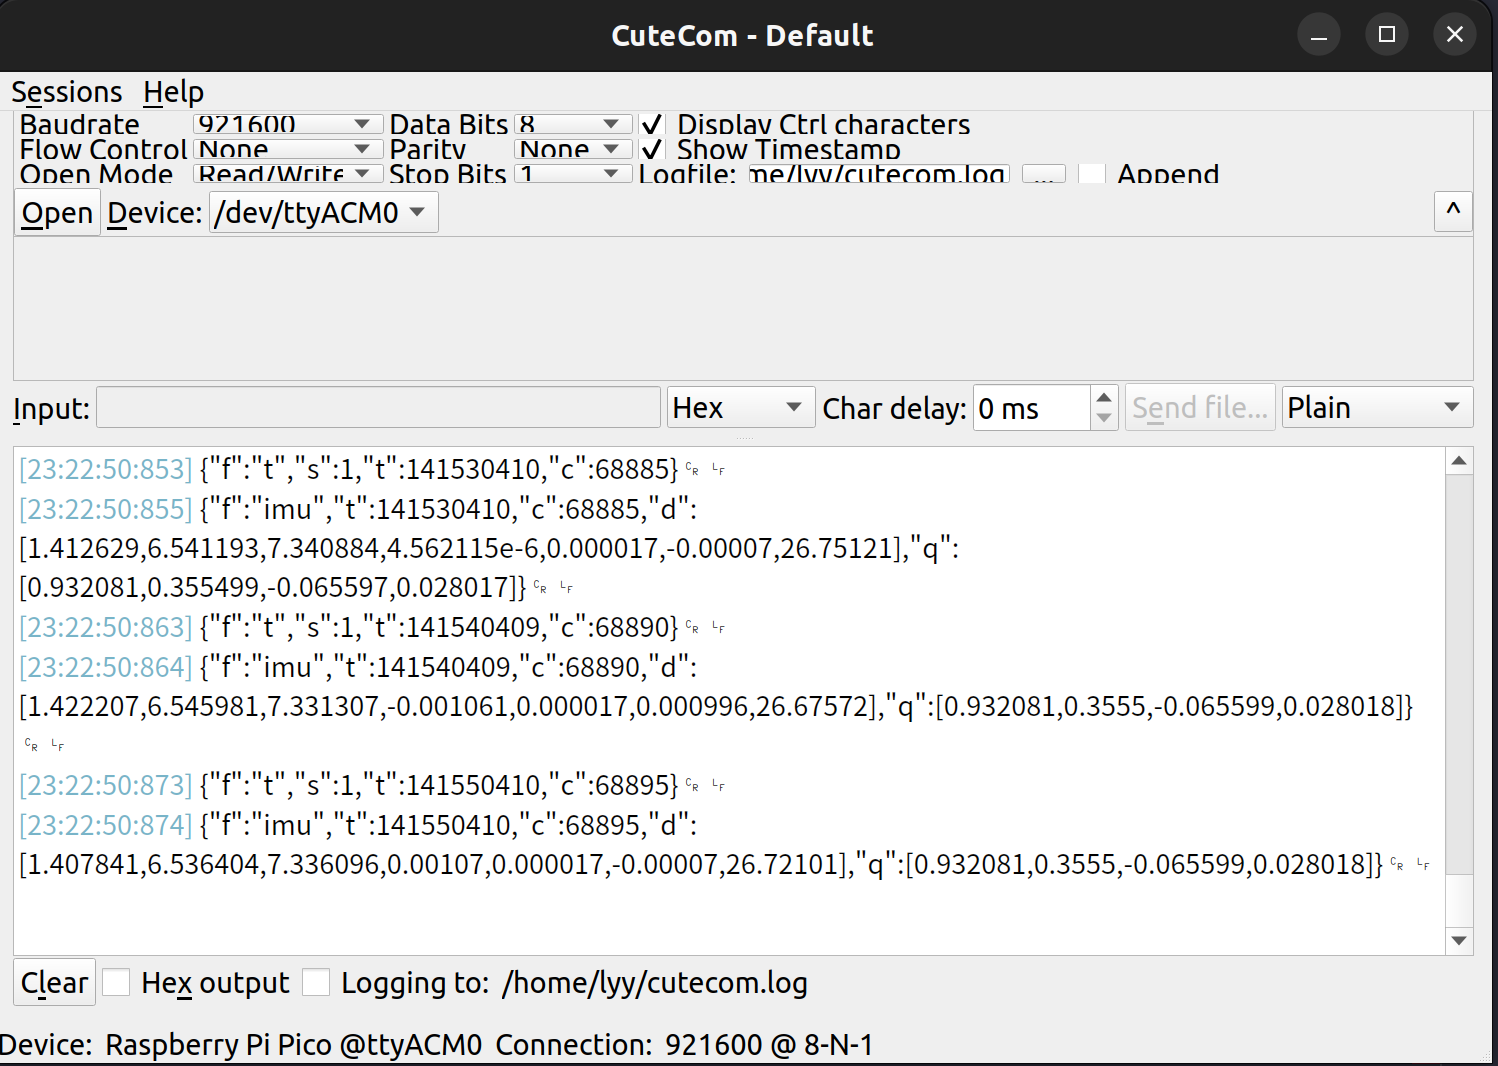 CuteCom - Default
Sessions Help
Baudrate 921600 Data Bits 8 Display Ctrl characters
Flow Control None Parity None Show Timestamp
Open Mode Read/Write Stop Bits 1 Logfile: me/lyy/cutecom.log ... Append
Open Device: /dev/ttyACM0 ^
Input: Hex Char delay: 0 ms Send file... Plain
[23:22:50:853] {"f":"t","s":1,"t":141530410,"c":68885} CR LF
[23:22:50:855] {"f":"imu","t":141530410,"c":68885,"d":
[1.412629,6.541193,7.340884,4.562115e-6,0.000017,-0.00007,26.75121],"q":
[0.932081,0.355499,-0.065597,0.028017]} CR LF
[23:22:50:863] {"f":"t","s":1,"t":141540409,"c":68890} CR LF
[23:22:50:864] {"f":"imu","t":141540409,"c":68890,"d":
[1.422207,6.545981,7.331307,-0.001061,0.000017,0.000996,26.67572],"q":[0.932081,0.3555,-0.065599,0.028018]}
CR LF
[23:22:50:873] {"f":"t","s":1,"t":141550410,"c":68895} CR LF
[23:22:50:874] {"f":"imu","t":141550410,"c":68895,"d":
[1.407841,6.536404,7.336096,0.00107,0.000017,-0.00007,26.72101],"q":[0.932081,0.3555,-0.065599,0.028018]} CR LF
Clear Hex output Logging to: /home/lyy/cutecom.log
Device: Raspberry Pi Pico @ttyACM0 Connection: 921600 @ 8-N-1